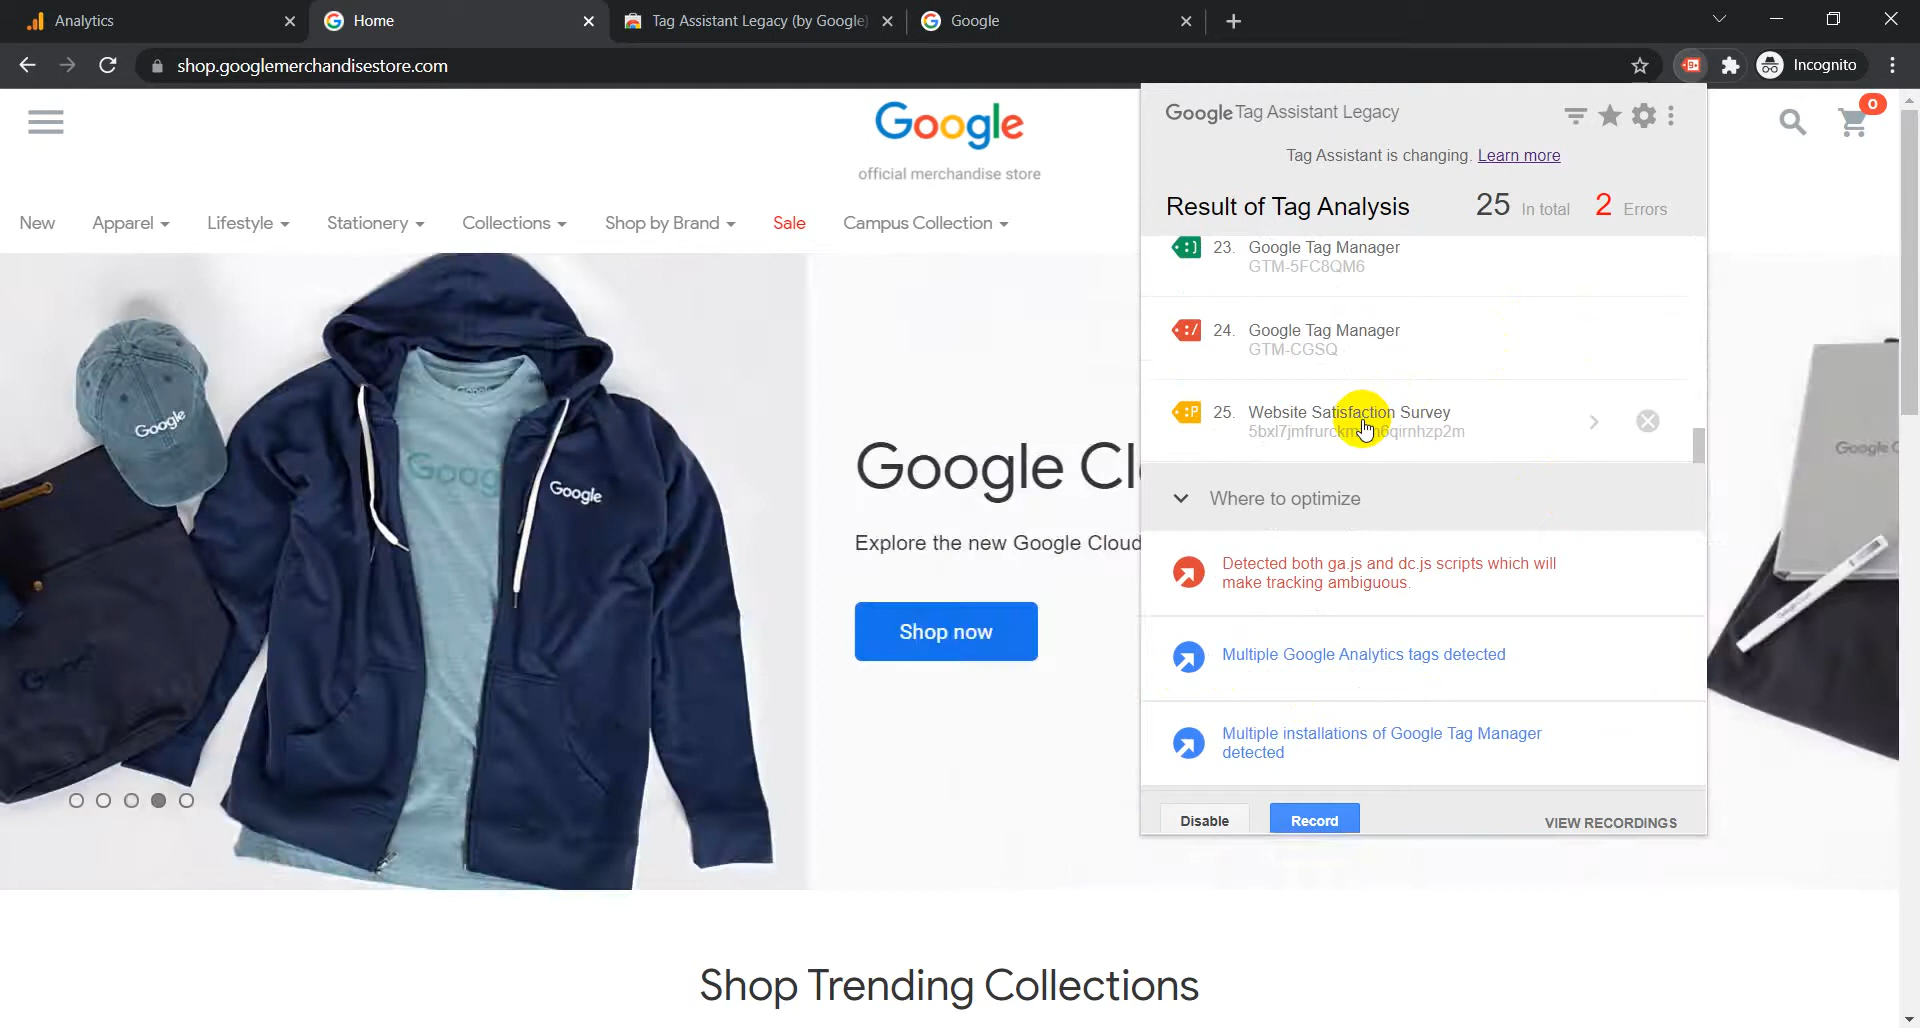 Analytics
Home
Tag Assistant Legacy (by Google)
Google
shop.googlemerchandisestore.com
Incognito
Google
official merchandise store
0
New
Apparel
Lifestyle
Stationery
Collections
Shop by Brand
Sale
Campus Collection
Google Tag Assistant Legacy
Tag Assistant is changing. Learn more
Result of Tag Analysis
25 In total
2 Errors
23. Google Tag Manager
GTM-5FC8QM6
24. Google Tag Manager
GTM-CGSQ
25. Website Satisfaction Survey
Where to optimize
Detected both ga.js and dc.js scripts which will
make tracking ambiguous.
Multiple Google Analytics tags detected
Multiple installations of Google Tag Manager
detected
Disable
Record
VIEW RECORDINGS
Google
Google
Google Cl
Explore the new Google Cloud
Shop now
Shop Trending Collections